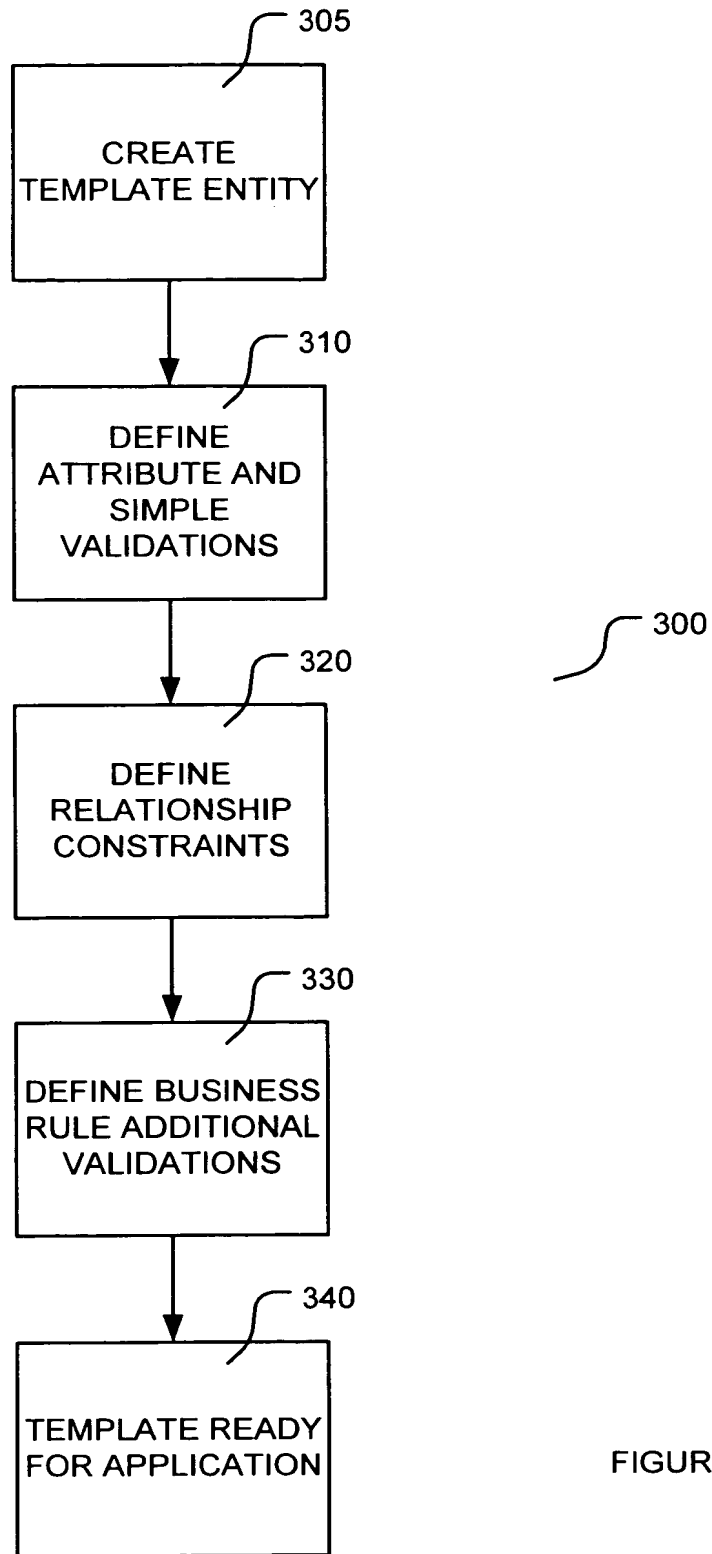 305
CREATE
TEMPLATE ENTITY
310
DEFINE
ATTRIBUTE AND
SIMPLE
VALIDATIONS
300
320
DEFINE
RELATIONSHIP
CONSTRAINTS
330
DEFINE BUSINESS
RULE ADDITIONAL
VALIDATIONS
340
TEMPLATE READY
FOR APPLICATION
FIGUR